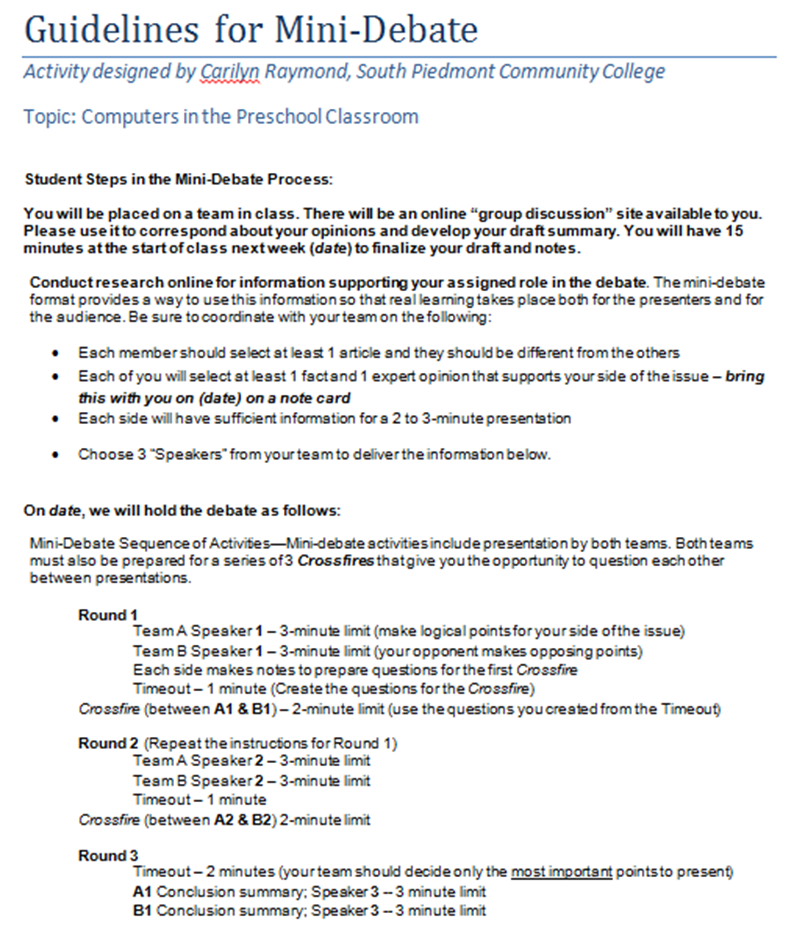 Guidelines for Mini-Debate
Activity designed by Carilyn Raymond, South Piedmont Community College
Topic: Computers in the Preschool Classroom
Student Steps in the Mini-Debate Process:
You will be placed on a team in class. There will be an online “group discussion” site available to you.
Please use it to correspond about your opinions and develop your draft summary. You will have 15
minutes at the start of class next week (date) to finalize your draft and notes.
Conduct research online for information supporting your assigned role in the debate. The mini-debate
format provides a way to use this information so that real learning takes place both for the presenters and for
the audience. Be sure to coordinate with your team on the following:
• Each member should select at least 1 article and they should be different from the others
• Each of you will select at least 1 fact and 1 expert opinion that supports your side of the issue – bring
this with you on (date) on a note card
• Each side will have sufficient information for a 2 to 3-minute presentation
• Choose 3 “Speakers” from your team to deliver the information below.
On date, we will hold the debate as follows:
Mini-Debate Sequence of Activities—Mini-debate activities include presentation by both teams. Both teams
must also be prepared for a series of 3 Crossfires that give you the opportunity to question each other
between presentations.
Round 1
Team A Speaker 1 – 3-minute limit (make logical points for your side of the issue)
Team B Speaker 1 – 3-minute limit (your opponent makes opposing points)
Each side makes notes to prepare questions for the first Crossfire
Timeout – 1 minute (Create the questions for the Crossfire)
Crossfire (between A1 & B1) – 2-minute limit (use the questions you created from the Timeout)
Round 2 (Repeat the instructions for Round 1)
Team A Speaker 2 – 3-minute limit
Team B Speaker 2 – 3-minute limit
Timeout – 1 minute
Crossfire (between A2 & B2) 2-minute limit
Round 3
Timeout – 2 minutes (your team should decide only the most important points to present)
A1 Conclusion summary; Speaker 3 -- 3 minute limit
B1 Conclusion summary; Speaker 3 -- 3 minute limit